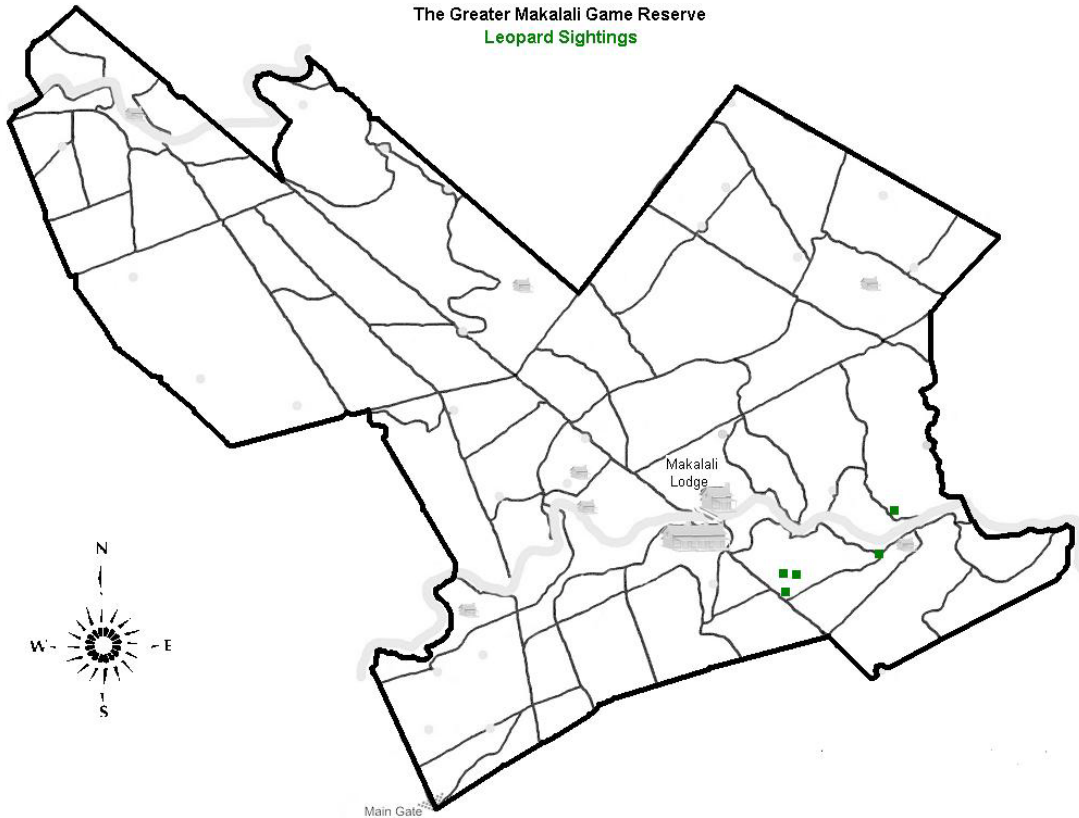 The Greater Makalali Game Reserve
Leopard Sightings
Makalali
Lodge
N
W
E
S
Main Gate